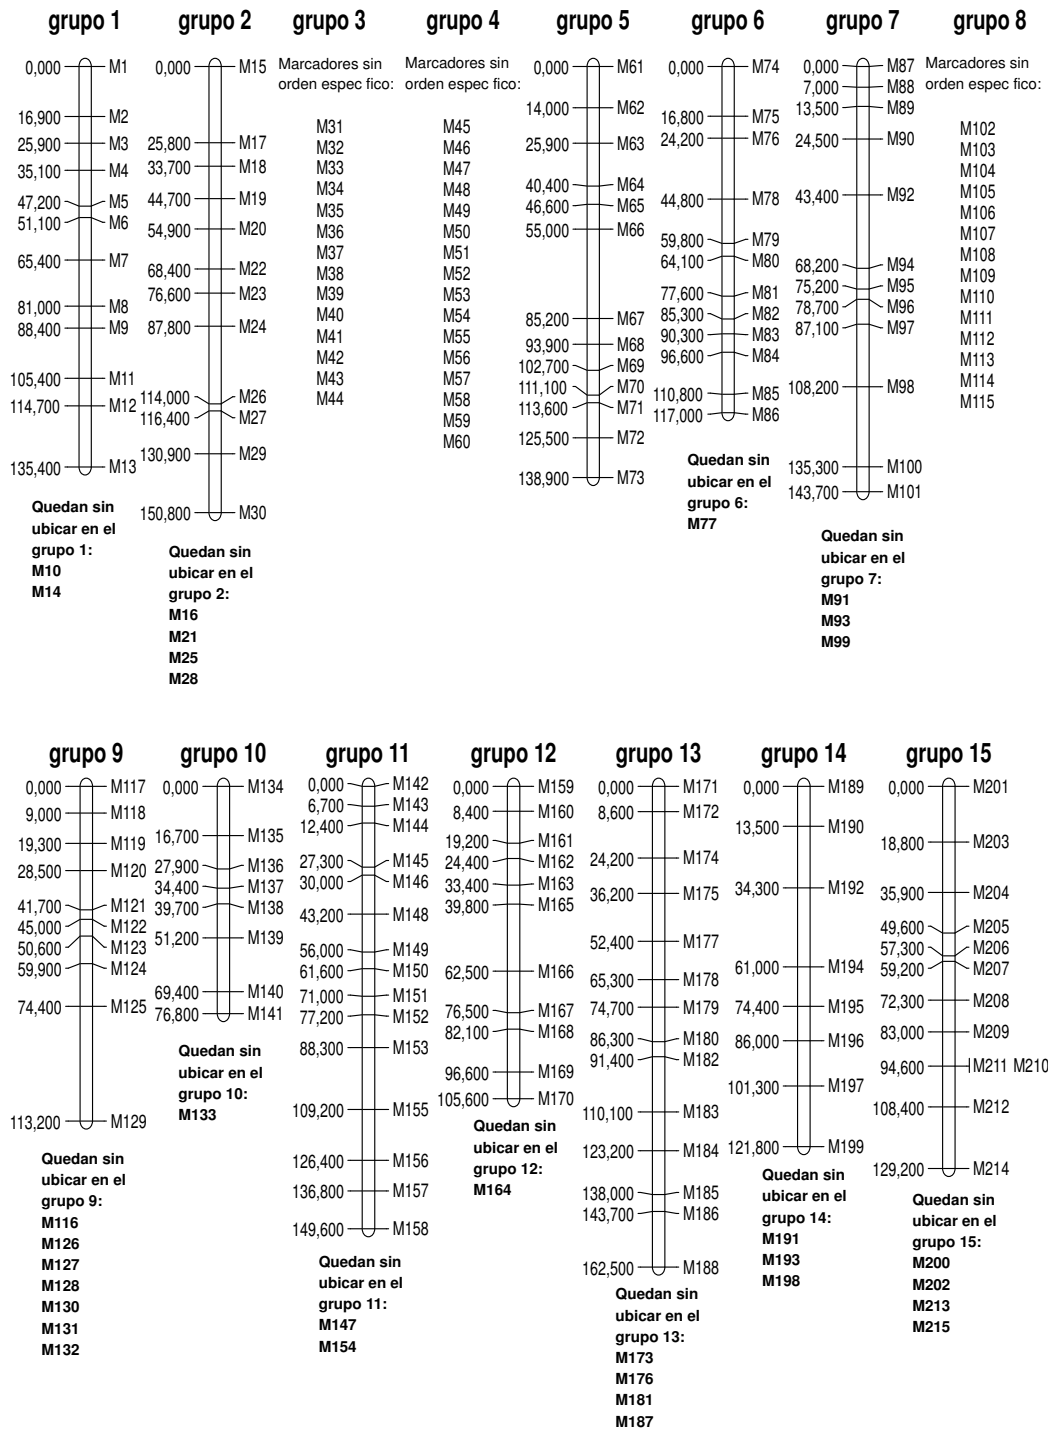 grupo 1
0,000 M1
16,900 M2
25,900 M3
35,100 M4
47,200 M5
51,100 M6
65,400 M7
81,000 M8
88,400 M9
105,400 M11
114,700 M12
135,400 M13
Quedan sin
ubicar en el
grupo 1:
M10
M14
grupo 2
0,000 M15
25,800 M17
33,700 M18
44,700 M19
54,900 M20
68,400 M22
76,600 M23
87,800 M24
114,000 M26
116,400 M27
130,900 M29
150,800 M30
Quedan sin
ubicar en el
grupo 2:
M16
M21
M25
M28
grupo 3
Marcadores sin
orden espec fico:
M31
M32
M33
M34
M35
M36
M37
M38
M39
M40
M41
M42
M43
M44
grupo 4
Marcadores sin
orden espec fico:
M45
M46
M47
M48
M49
M50
M51
M52
M53
M54
M55
M56
M57
M58
M59
M60
grupo 5
0,000 M61
14,000 M62
25,900 M63
40,400 M64
46,600 M65
55,000 M66
85,200 M67
93,900 M68
102,700 M69
111,100 M70
113,600 M71
125,500 M72
138,900 M73
grupo 6
0,000 M74
16,800 M75
24,200 M76
44,800 M78
59,800 M79
64,100 M80
77,600 M81
85,300 M82
90,300 M83
96,600 M84
110,800 M85
117,000 M86
Quedan sin
ubicar en el
grupo 6:
M77
grupo 7
0,000 M87
7,000 M88
13,500 M89
24,500 M90
43,400 M92
68,200 M94
75,200 M95
78,700 M96
87,100 M97
108,200 M98
135,300 M100
143,700 M101
Quedan sin
ubicar en el
grupo 7:
M91
M93
M99
grupo 8
Marcadores sin
orden espec fico:
M102
M103
M104
M105
M106
M107
M108
M109
M110
M111
M112
M113
M114
M115
grupo 9
0,000 M117
9,000 M118
19,300 M119
28,500 M120
41,700 M121
45,000 M122
50,600 M123
59,900 M124
74,400 M125
113,200 M129
Quedan sin
ubicar en el
grupo 9:
M116
M126
M127
M128
M130
M131
M132
grupo 10
0,000 M134
16,700 M135
27,900 M136
34,400 M137
39,700 M138
51,200 M139
69,400 M140
76,800 M141
Quedan sin
ubicar en el
grupo 10:
M133
grupo 11
0,000 M142
6,700 M143
12,400 M144
27,300 M145
30,000 M146
43,200 M148
56,000 M149
61,600 M150
71,000 M151
77,200 M152
88,300 M153
109,200 M155
126,400 M156
136,800 M157
149,600 M158
Quedan sin
ubicar en el
grupo 11:
M147
M154
grupo 12
0,000 M159
8,400 M160
19,200 M161
24,400 M162
33,400 M163
39,800 M165
62,500 M166
76,500 M167
82,100 M168
96,600 M169
105,600 M170
Quedan sin
ubicar en el
grupo 12:
M164
grupo 13
0,000 M171
8,600 M172
24,200 M174
36,200 M175
52,400 M177
65,300 M178
74,700 M179
86,300 M180
91,400 M182
110,100 M183
123,200 M184
138,000 M185
143,700 M186
162,500 M188
Quedan sin
ubicar en el
grupo 13:
M173
M176
M181
M187
grupo 14
0,000 M189
13,500 M190
34,300 M192
61,000 M194
74,400 M195
86,000 M196
101,300 M197
121,800 M199
Quedan sin
ubicar en el
grupo 14:
M191
M193
M198
grupo 15
0,000 M201
18,800 M203
35,900 M204
49,600 M205
57,300 M206
59,200 M207
72,300 M208
83,000 M209
94,600 M211 M210
108,400 M212
129,200 M214
Quedan sin
ubicar en el
grupo 15:
M200
M202
M213
M215